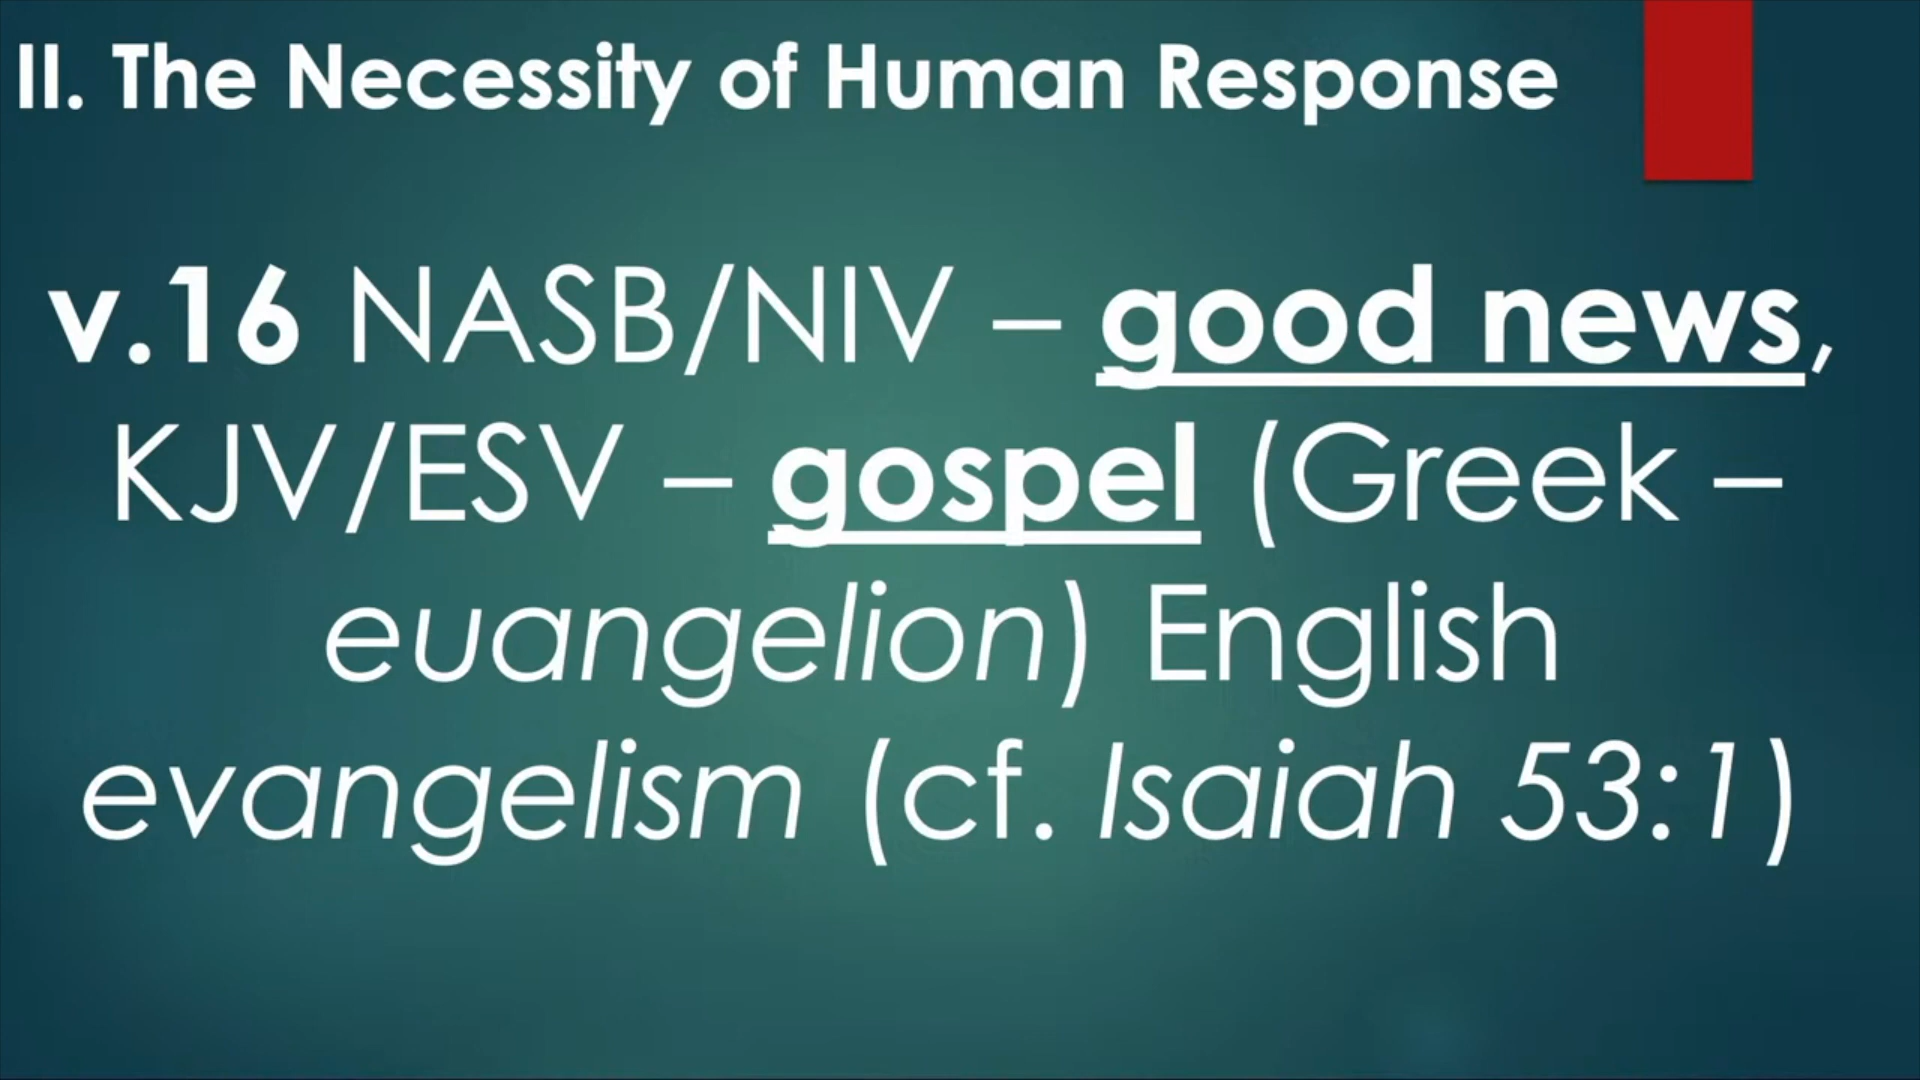 II. The Necessity of Human Response
v.16 NASB/NIV – good news,
KJV/ESV – gospel (Greek –
euangelion) English
evangelism (cf. Isaiah 53:1)